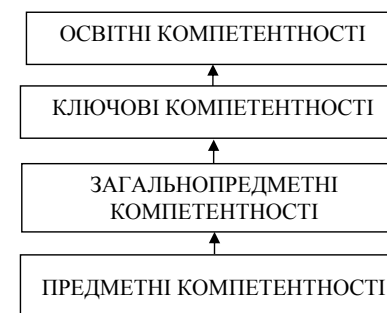 ОСВІТНІ КОМПЕТЕНТНОСТІ
КЛЮЧОВІ КОМПЕТЕНТНОСТІ
ЗАГАЛЬНОПРЕДМЕТНІ
КОМПЕТЕНТНОСТІ
ПРЕДМЕТНІ КОМПЕТЕНТНОСТІ